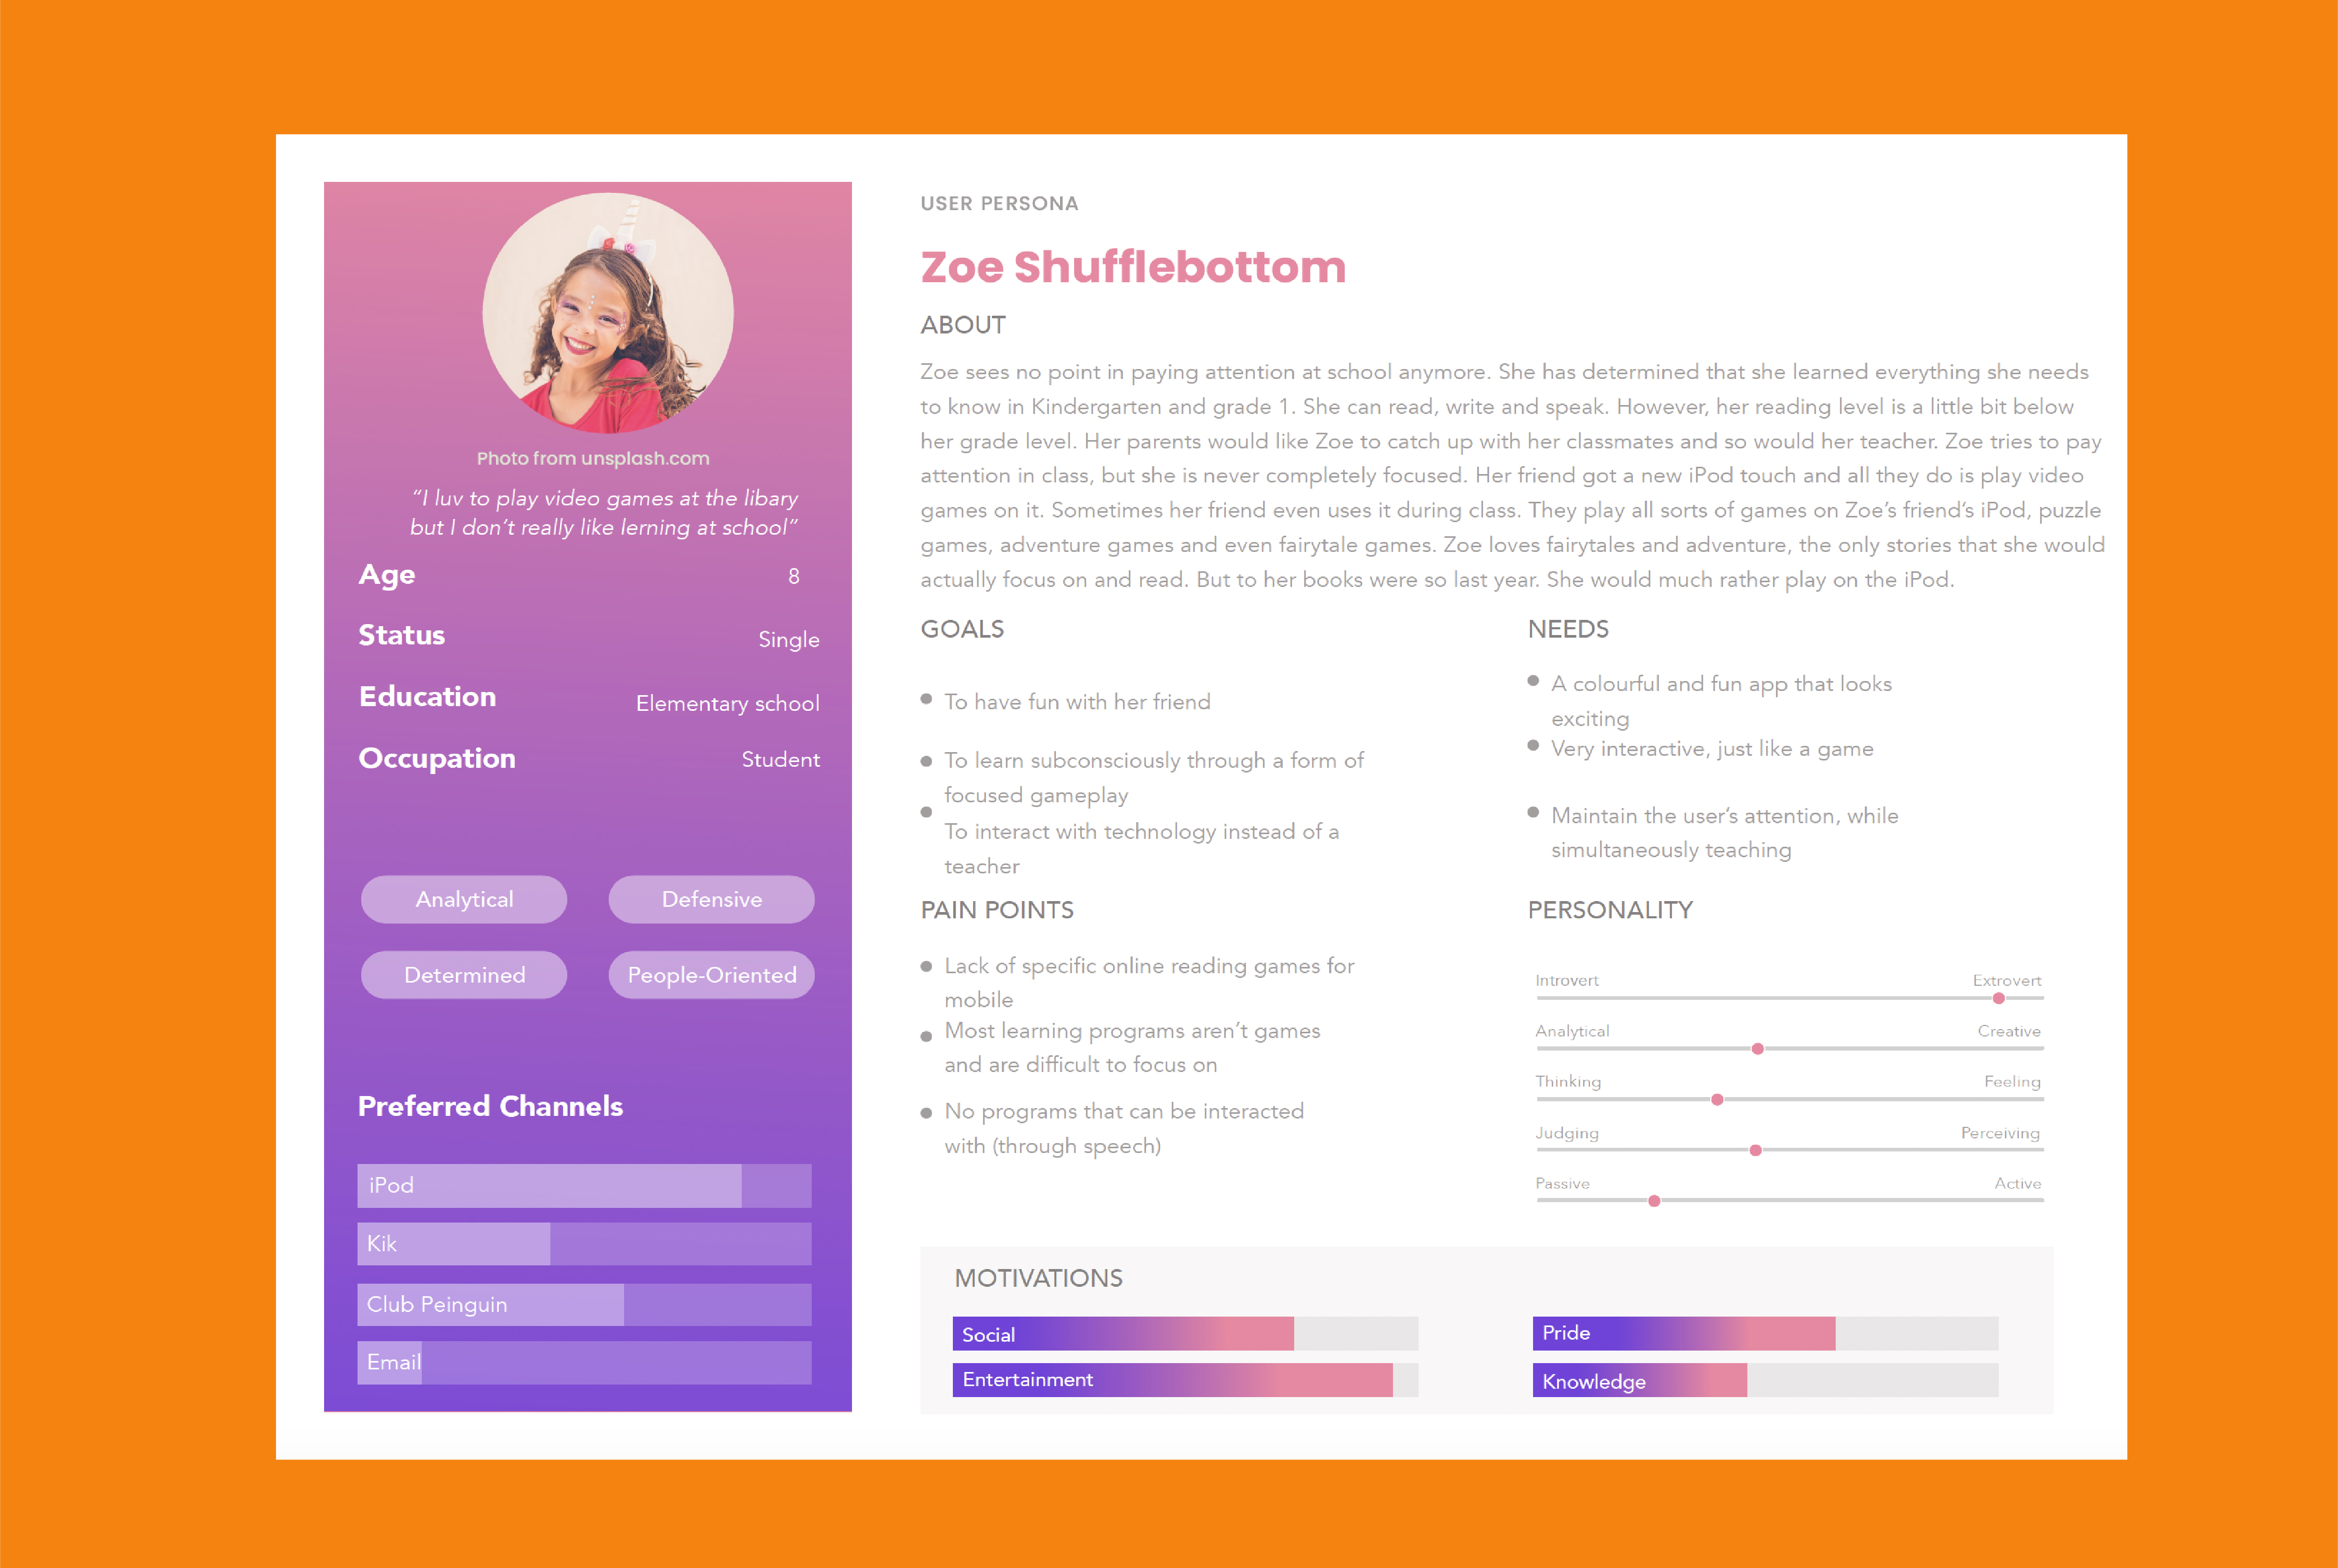 Photo from unsplash.com
“I luv to play video games at the libary
but I don’t really like lerning at school”
Age 8
Status Single
Education Elementary school
Occupation Student
Analytical Defensive
Determined People-Oriented
Preferred Channels
iPod
Kik
Club Peinguin
Email
USER PERSONA
Zoe Shufflebottom
ABOUT
Zoe sees no point in paying attention at school anymore. She has determined that she learned everything she needs
to know in Kindergarten and grade 1. She can read, write and speak. However, her reading level is a little bit below
her grade level. Her parents would like Zoe to catch up with her classmates and so would her teacher. Zoe tries to pay
attention in class, but she is never completely focused. Her friend got a new iPod touch and all they do is play video
games on it. Sometimes her friend even uses it during class. They play all sorts of games on Zoe’s friend’s iPod, puzzle
games, adventure games and even fairytale games. Zoe loves fairytales and adventure, the only stories that she would
actually focus on and read. But to her books were so last year. She would much rather play on the iPod.
GOALS
To have fun with her friend
To learn subconsciously through a form of
focused gameplay
To interact with technology instead of a
teacher
NEEDS
A colourful and fun app that looks
exciting
Very interactive, just like a game
Maintain the user’s attention, while
simultaneously teaching
PAIN POINTS
Lack of specific online reading games for
mobile
Most learning programs aren’t games
and are difficult to focus on
No programs that can be interacted
with (through speech)
PERSONALITY
Introvert Extrovert
Analytical Creative
Thinking Feeling
Judging Perceiving
Passive Active
MOTIVATIONS
Social
Entertainment
Pride
Knowledge